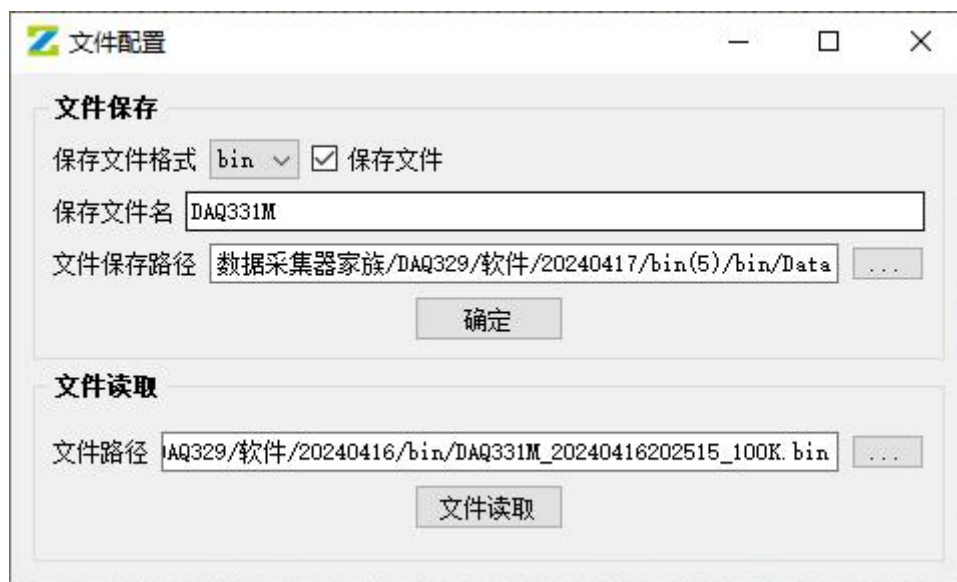 文件配置
文件保存
保存文件格式 bin 保存文件
保存文件名 DAQ331M
文件保存路径 数据采集器家族/DAQ329/软件/20240417/bin(5)/bin/Data ...
确定
文件读取
文件路径 AQ329/软件/20240416/bin/DAQ331M_20240416202515_100K.bin ...
文件读取